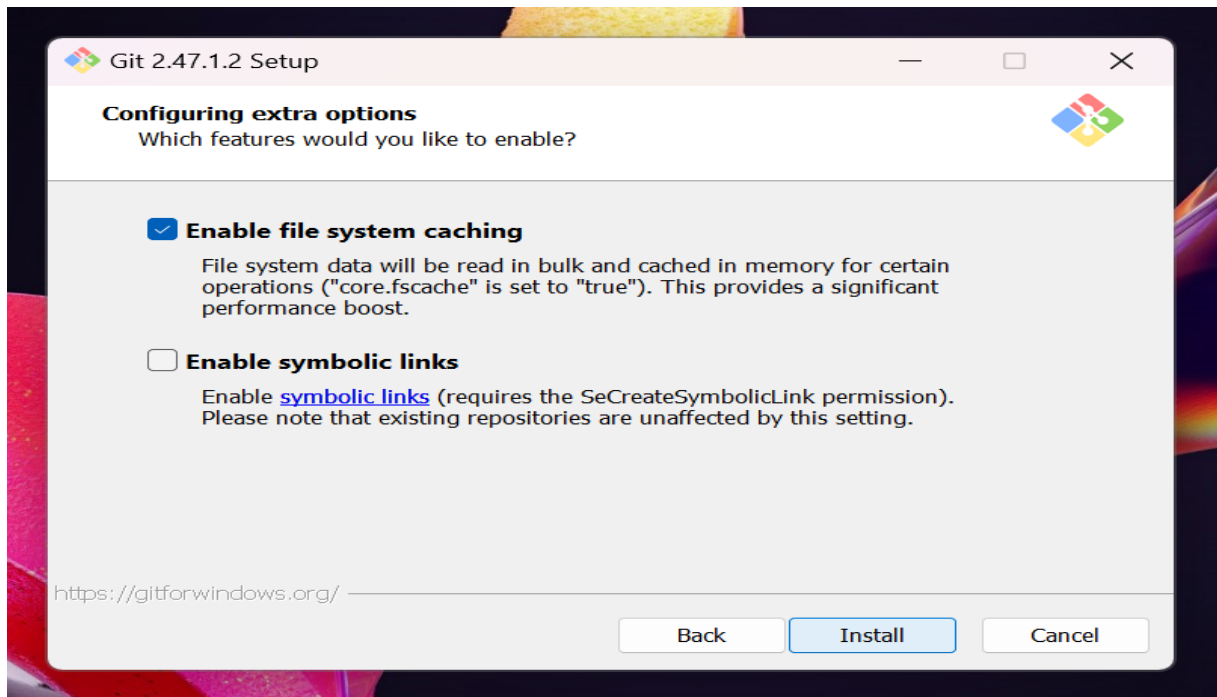 Git 2.47.1.2 Setup
Configuring extra options
Which features would you like to enable?
Enable file system caching
File system data will be read in bulk and cached in memory for certain
operations ("core.fscache" is set to "true"). This provides a significant
performance boost.
Enable symbolic links
Enable symbolic links (requires the SeCreateSymbolicLink permission).
Please note that existing repositories are unaffected by this setting.
https://gitforwindows.org/
Back
Install
Cancel